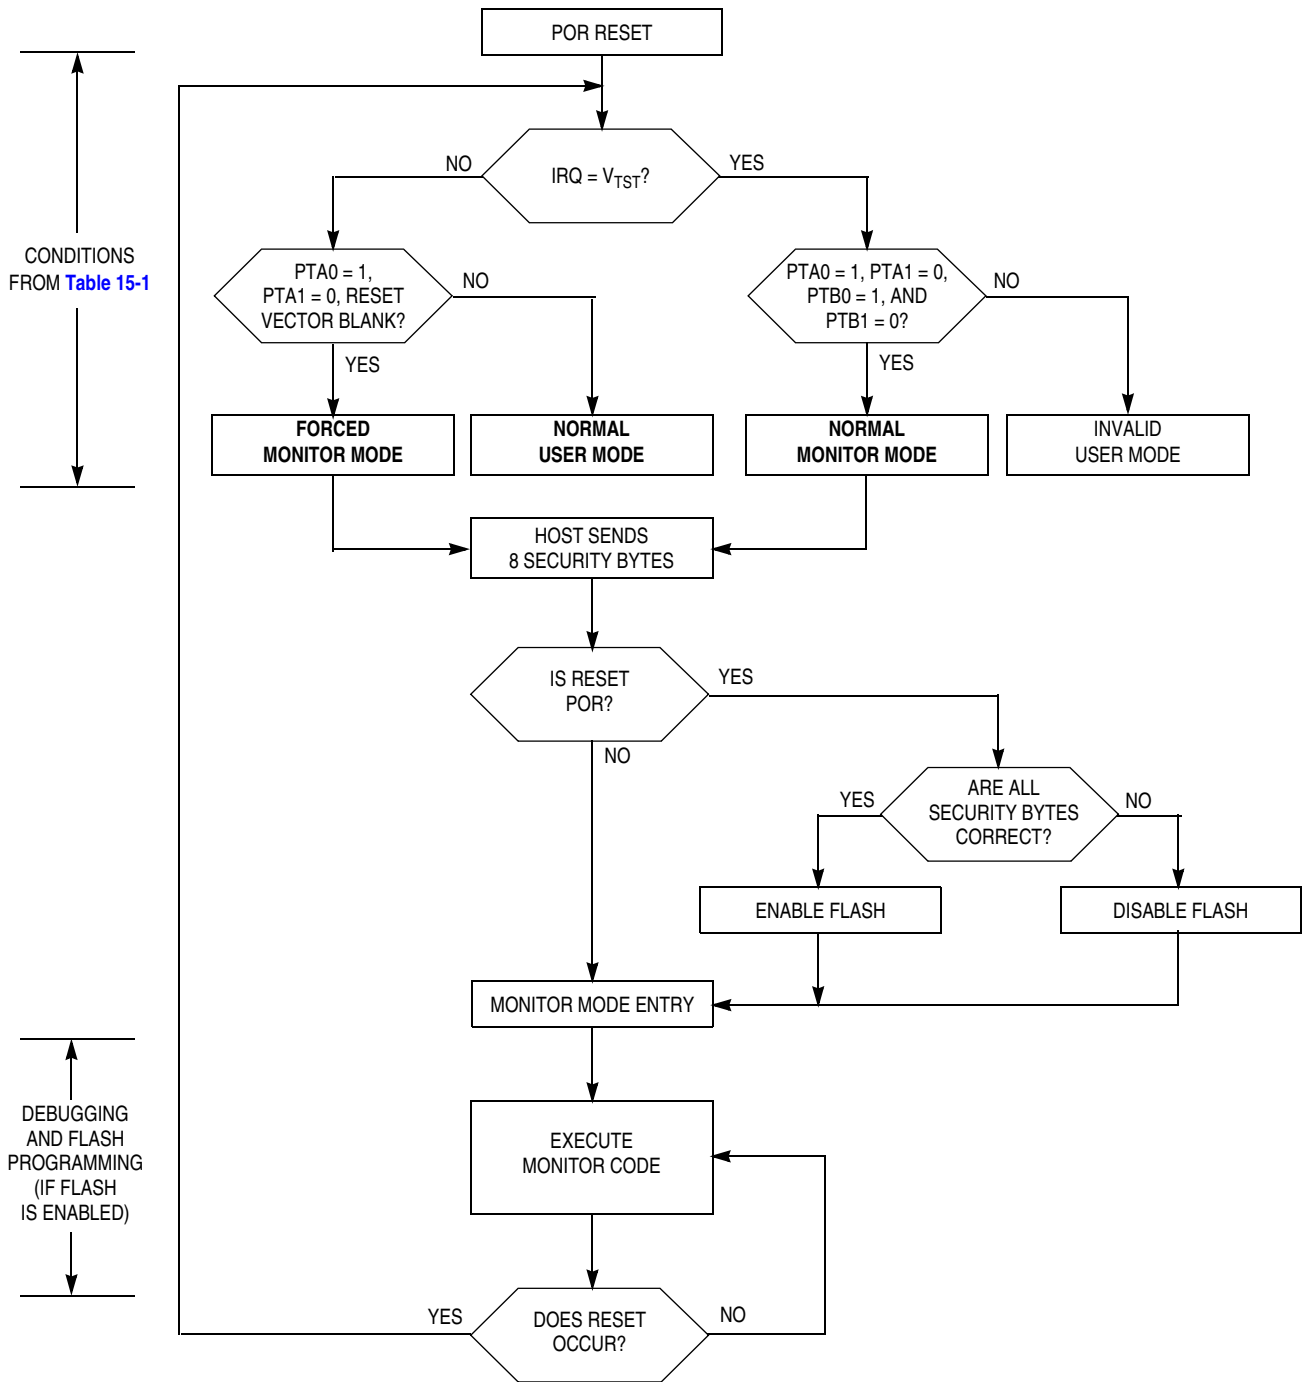 POR RESET
NO
IRQ = VTST?
YES
CONDITIONS
FROM Table 15-1
PTA0 = 1,
PTA1 = 0, RESET
VECTOR BLANK?
NO
YES
PTA0 = 1, PTA1 = 0,
PTB0 = 1, AND
PTB1 = 0?
NO
YES
FORCED
MONITOR MODE
NORMAL
USER MODE
NORMAL
MONITOR MODE
INVALID
USER MODE
HOST SENDS
8 SECURITY BYTES
IS RESET
POR?
YES
NO
YES
ARE ALL
SECURITY BYTES
CORRECT?
NO
ENABLE FLASH
DISABLE FLASH
MONITOR MODE ENTRY
DEBUGGING
AND FLASH
PROGRAMMING
(IF FLASH
IS ENABLED)
EXECUTE
MONITOR CODE
YES
DOES RESET
OCCUR?
NO